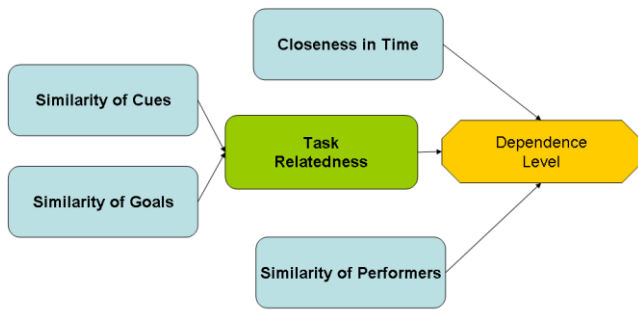 Closeness in Time
Similarity of Cues
Task
Relatedness
Dependence
Level
Similarity of Goals
Similarity of Performers